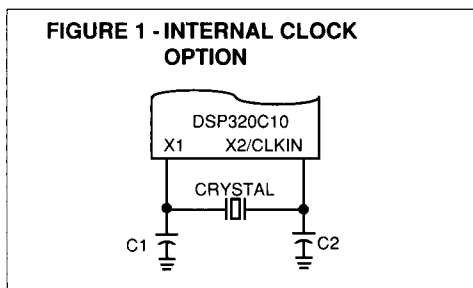 FIGURE 1 - INTERNAL CLOCK
OPTION
DSP320C10
X1 X2/CLKIN
CRYSTAL
C1 C2